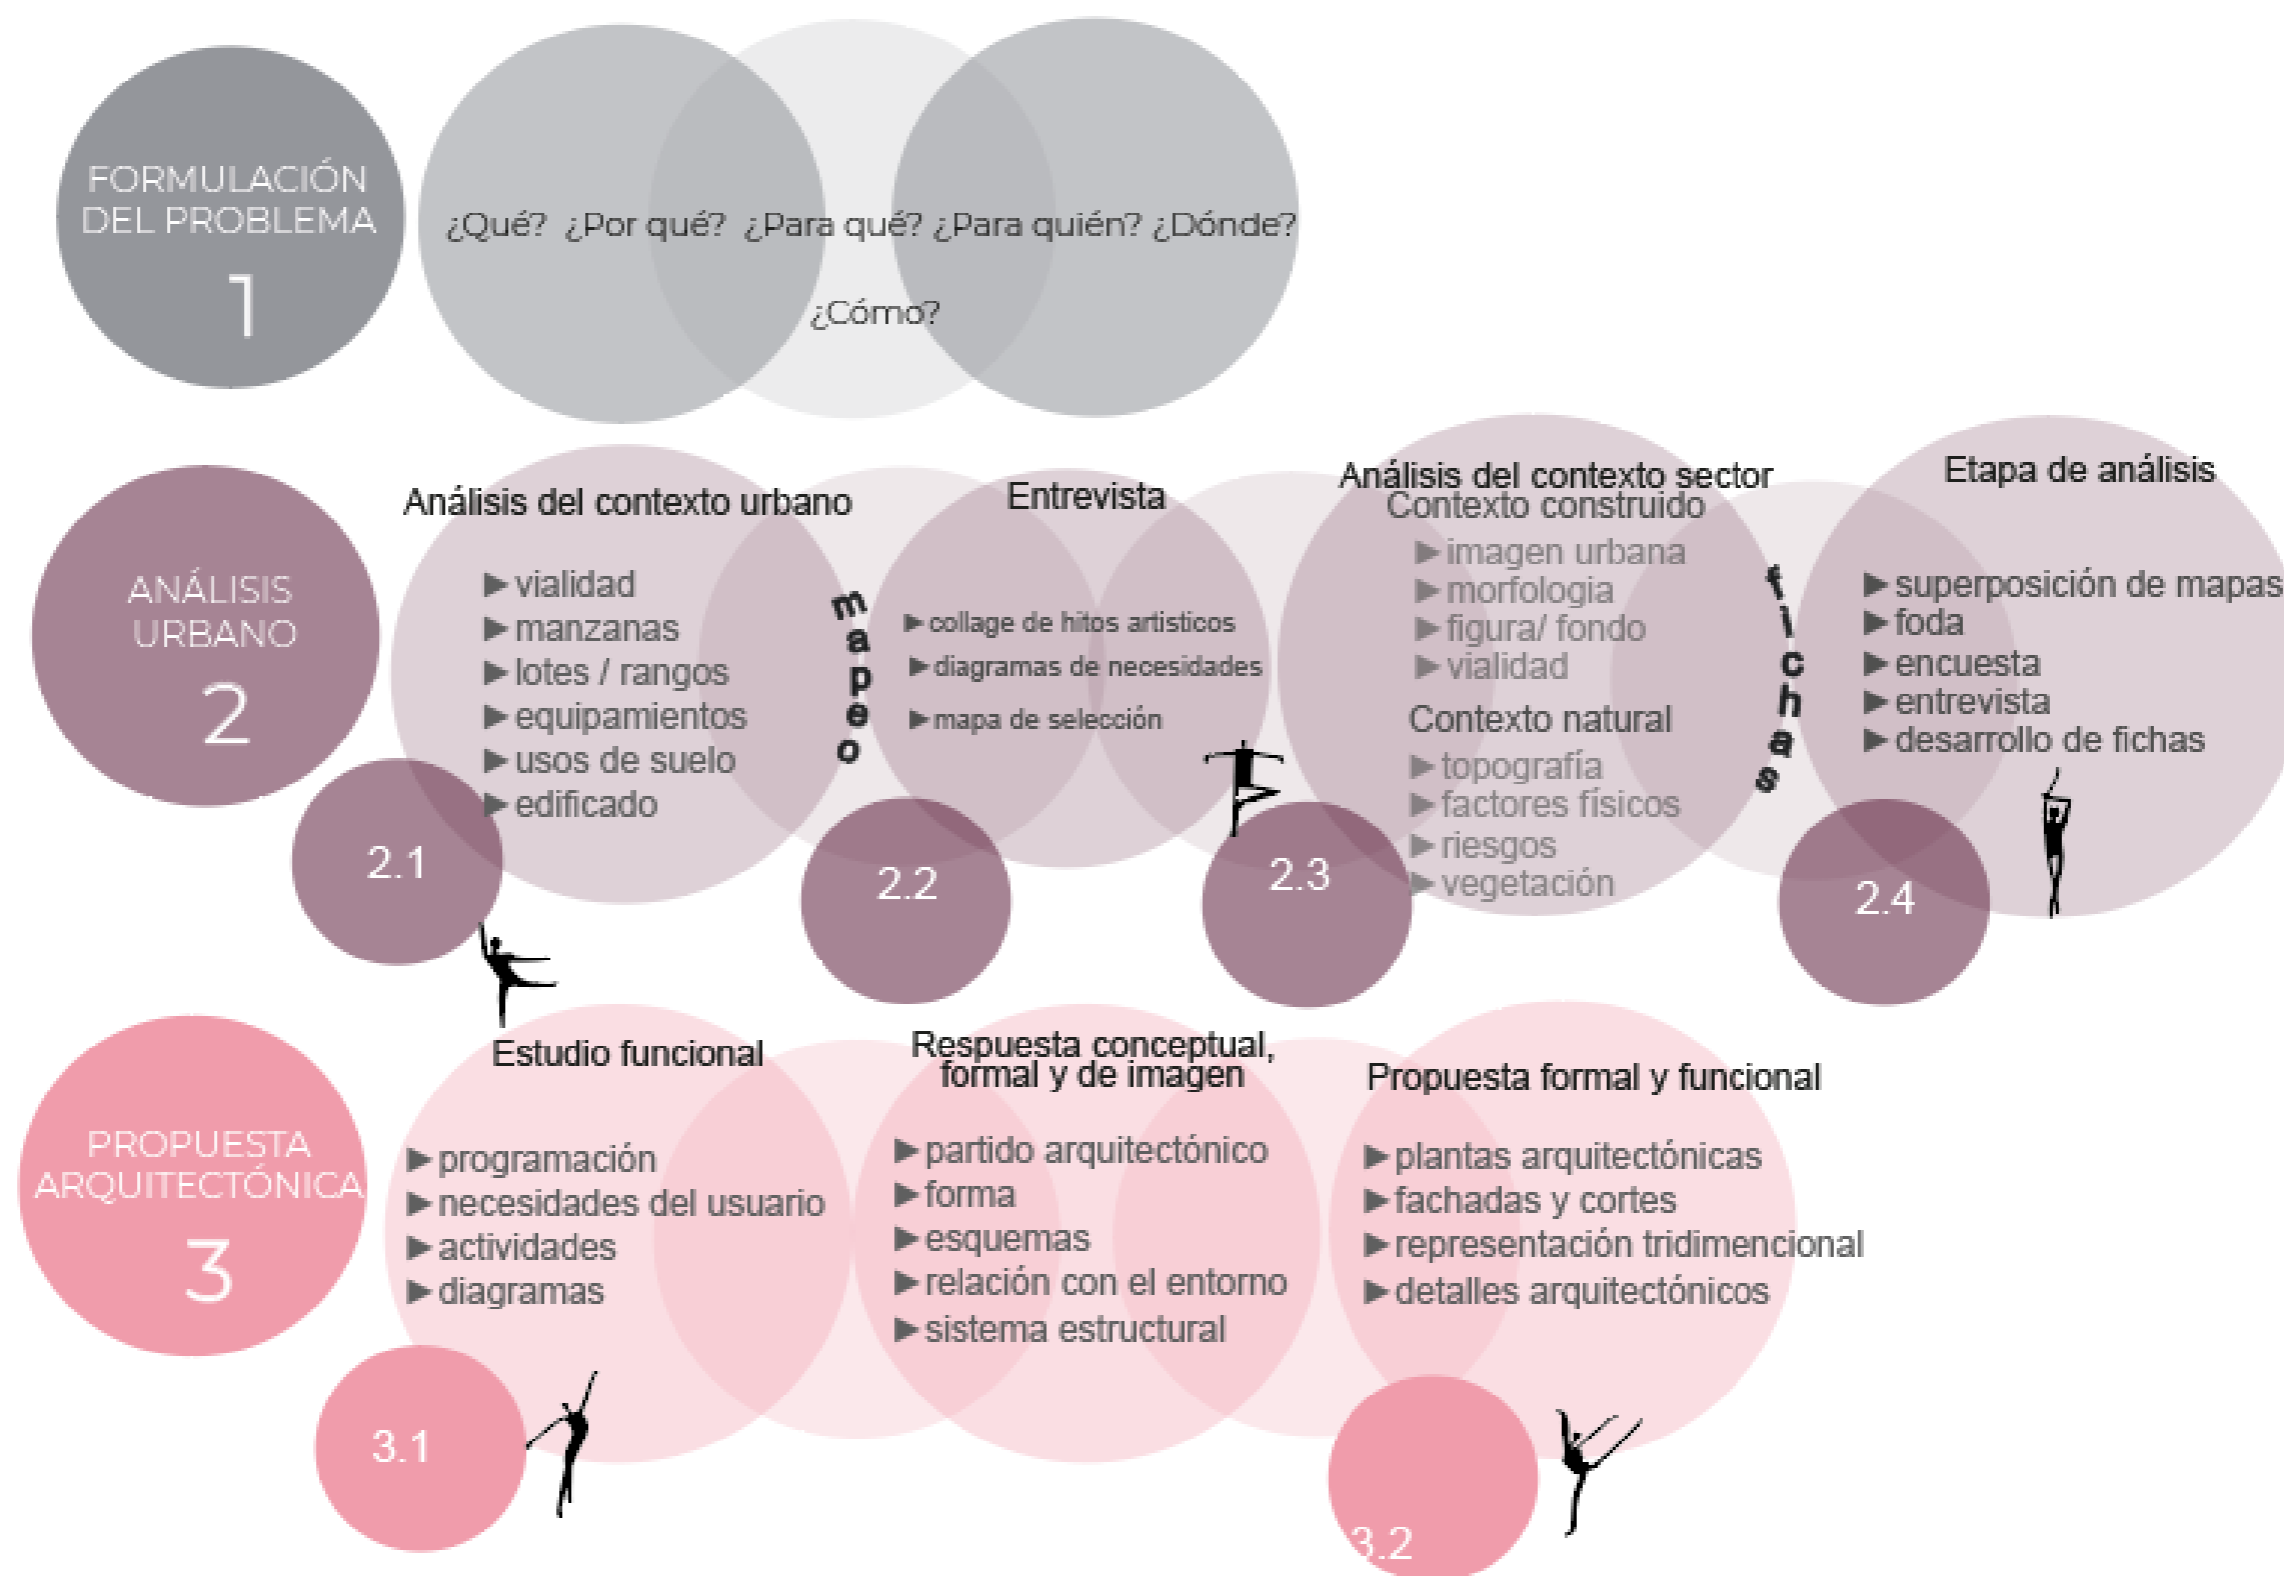 FORMULACIÓN
DEL PROBLEMA
1
¿Qué? ¿Por qué? ¿Para qué? ¿Para quién? ¿Dónde?
¿Cómo?
ANÁLISIS
URBANO
2
Análisis del contexto urbano
▶vialidad
▶manzanas
▶lotes / rangos
▶equipamientos
▶usos de suelo
▶edificado
2.1
mapeo
Entrevista
▶collage de hitos artisticos
▶diagramas de necesidades
▶mapa de selección
2.2
Análisis del contexto sector
Contexto construido
▶imagen urbana
▶morfologia
▶figura/ fondo
▶vialidad
Contexto natural
▶topografía
▶factores físicos
▶riesgos
▶vegetación
2.3
fichas
Etapa de análisis
▶superposición de mapas
▶foda
▶encuesta
▶entrevista
▶desarrollo de fichas
2.4
PROPUESTA
ARQUITECTÓNICA
3
Estudio funcional
▶programación
▶necesidades del usuario
▶actividades
▶diagramas
3.1
Respuesta conceptual,
formal y de imagen
▶partido arquitectónico
▶forma
▶esquemas
▶relación con el entorno
▶sistema estructural
Propuesta formal y funcional
▶plantas arquitectónicas
▶fachadas y cortes
▶representación tridimencional
▶detalles arquitectónicos
3.2